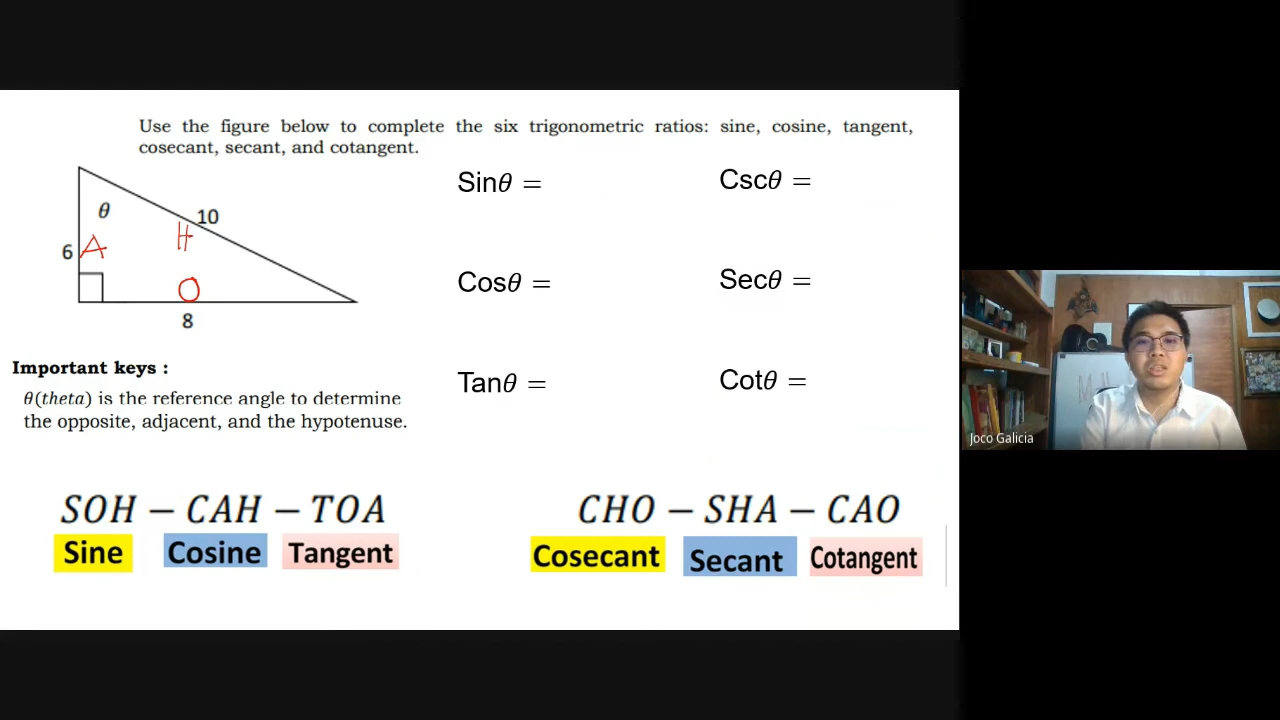 Use the figure below to complete the six trigonometric ratios: sine, cosine, tangent,
cosecant, secant, and cotangent.
Sinθ =
Cscθ =
θ
10
H
6
A
O
8
Cosθ =
Secθ =
Tanθ =
Cotθ =
Important keys :
θ(theta) is the reference angle to determine
the opposite, adjacent, and the hypotenuse.
SOH – CAH – TOA
Sine Cosine Tangent
CHO – SHA – CAO
Cosecant Secant Cotangent
Joco Galicia